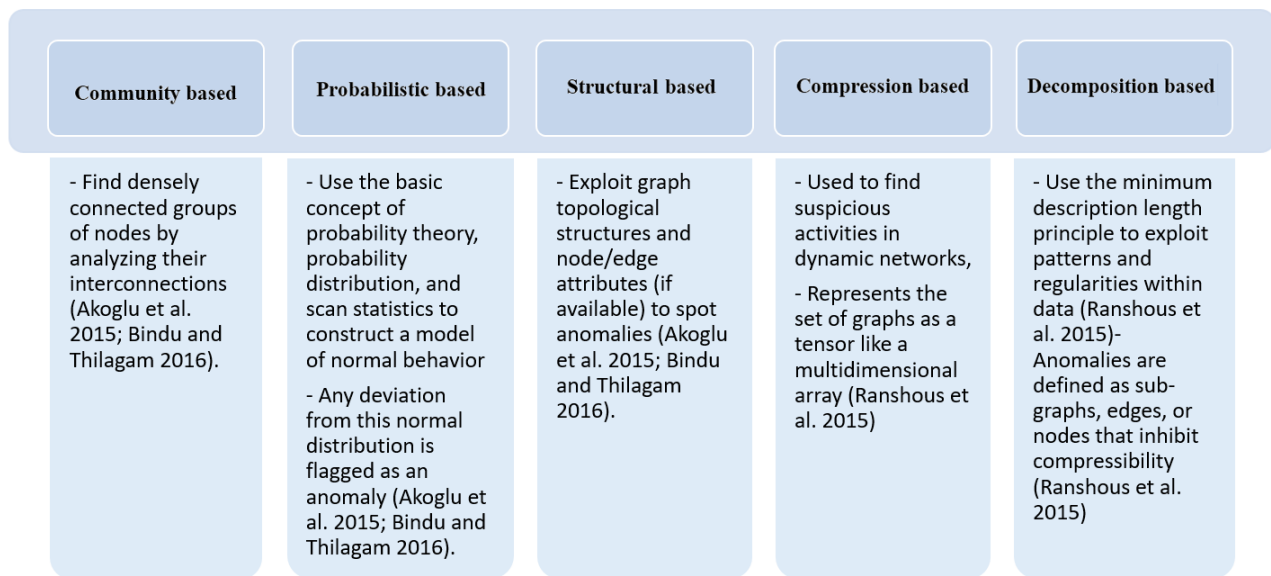 Community based
Probabilistic based
Structural based
Compression based
Decomposition based
- Find densely
connected groups
of nodes by
analyzing their
interconnections
(Akoglu et al.
2015; Bindu and
Thilagam 2016).
- Use the basic
concept of
probability theory,
probability
distribution, and
scan statistics to
construct a model
of normal behavior
- Any deviation
from this normal
distribution is
flagged as an
anomaly (Akoglu et
al. 2015; Bindu and
Thilagam 2016).
- Exploit graph
topological
structures and
node/edge
attributes (if
available) to spot
anomalies (Akoglu
et al. 2015; Bindu
and Thilagam
2016).
- Used to find
suspicious
activities in
dynamic networks,
- Represents the
set of graphs as a
tensor like a
multidimensional
array (Ranshous et
al. 2015)
- Use the minimum
description length
principle to exploit
patterns and
regularities within
data (Ranshous et
al. 2015)-
Anomalies are
defined as sub-
graphs, edges, or
nodes that inhibit
compressibility
(Ranshous et al.
2015)